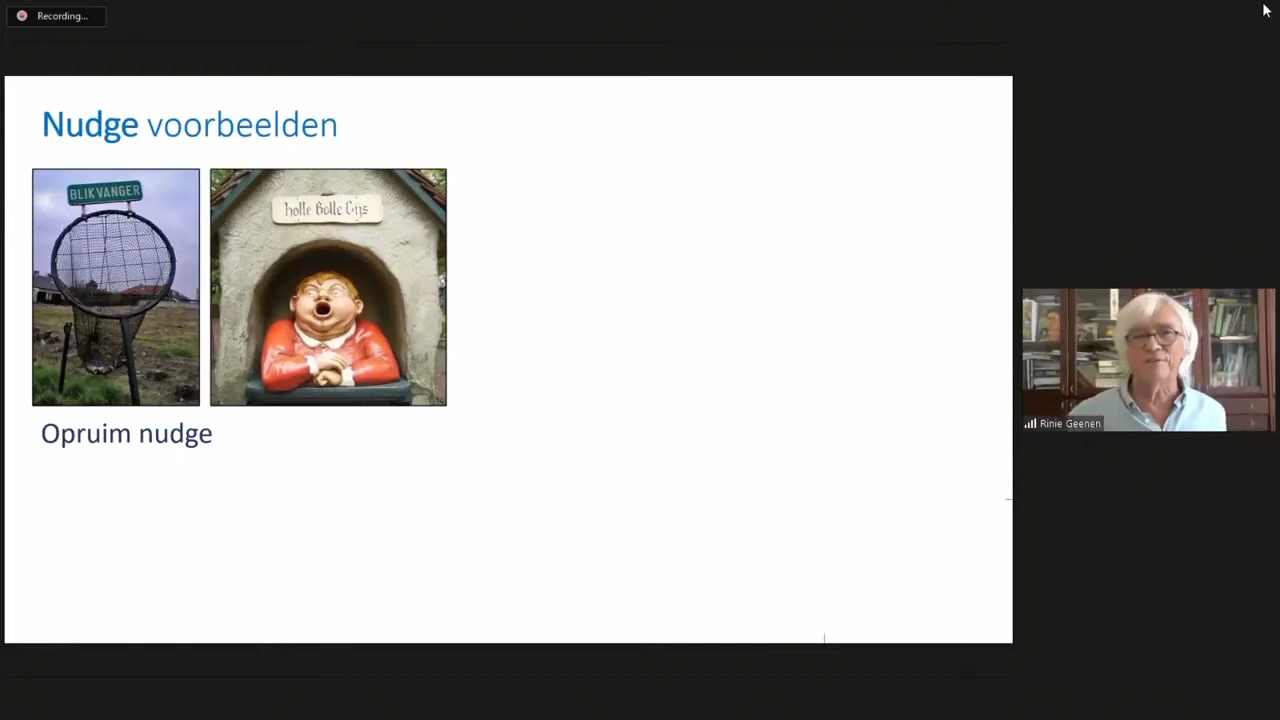 Recording...
Nudge voorbeelden
BLIKVANGER
holle Bolle Gijs
Opruim nudge
Rinie Geenen